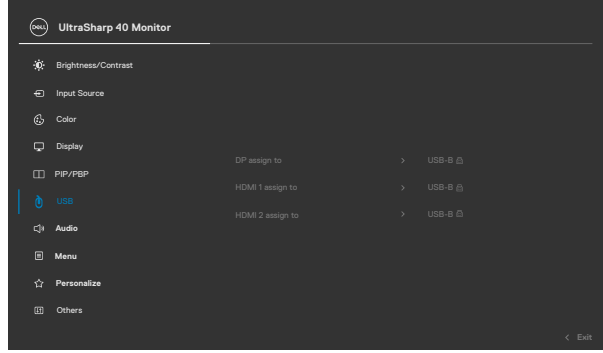 DELL UltraSharp 40 Monitor
Brightness/Contrast
Input Source
Color
Display
PIP/PBP
USB
Audio
Menu
Personalize
Others
DP assign to > USB-B
HDMI 1 assign to > USB-B
HDMI 2 assign to > USB-B
< Exit